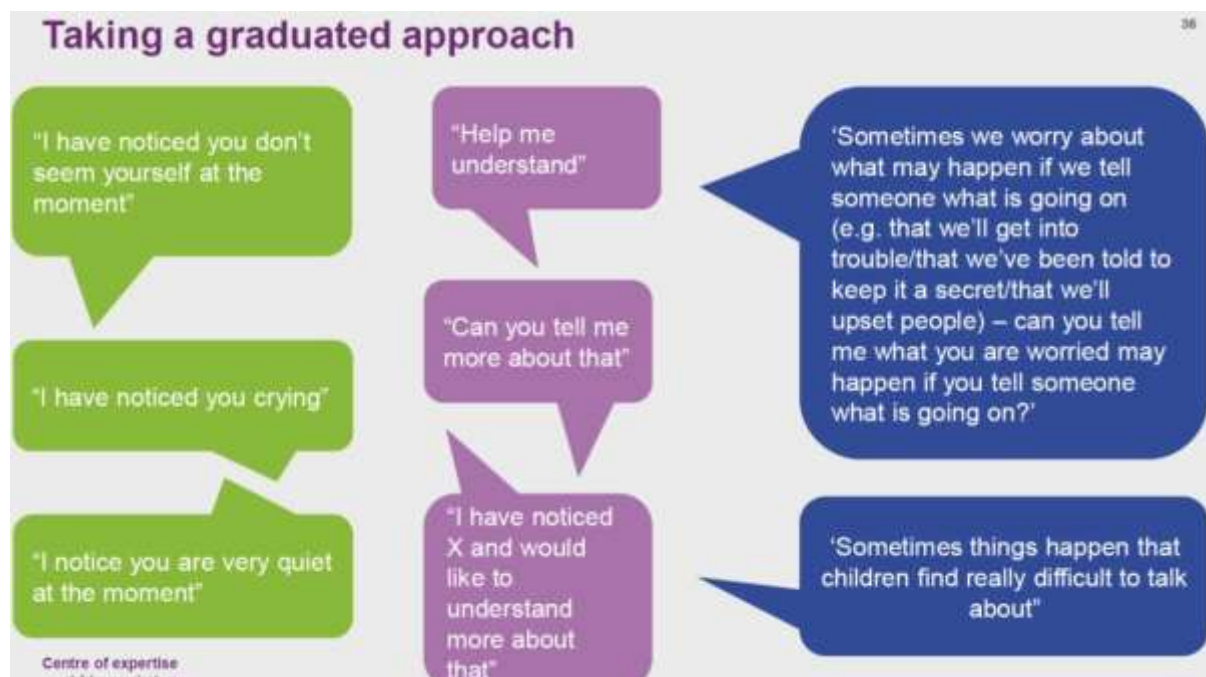 Taking a graduated approach
36
“I have noticed you don't
seem yourself at the
moment”
“I have noticed you crying”
“I notice you are very quiet
at the moment”
“Help me
understand”
“Can you tell me
more about that”
“I have noticed
X and would
like to
understand
more about
that”
‘Sometimes we worry about
what may happen if we tell
someone what is going on
(e.g. that we’ll get into
trouble/that we’ve been told to
keep it a secret/that we’ll
upset people) – can you tell
me what you are worried may
happen if you tell someone
what is going on?’
‘Sometimes things happen that
children find really difficult to talk
about”
Centre of expertise